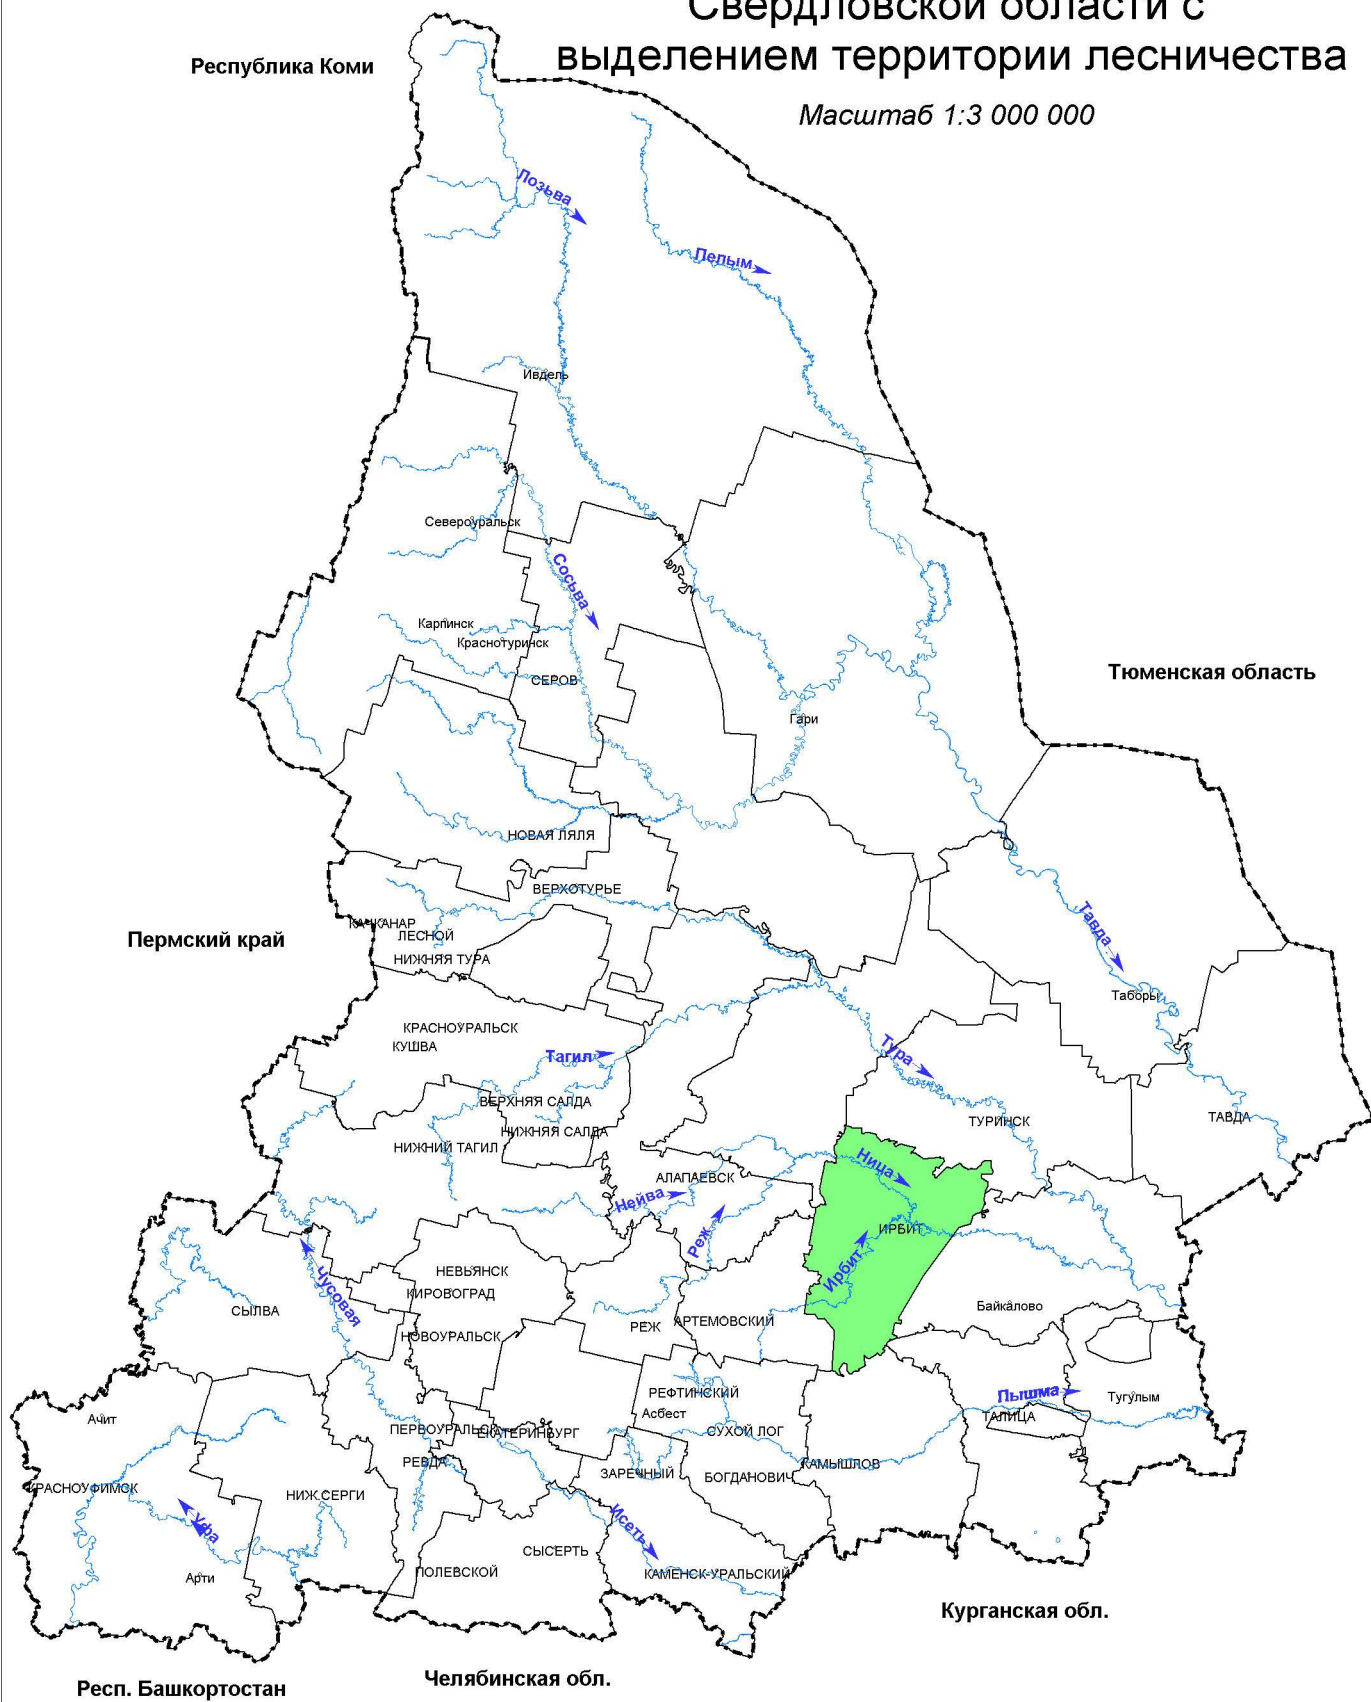 Свердловской области с
выделением территории лесничества
Масштаб 1:3 000 000
Республика Коми
Лозьва
Пелым
Ивдель
Североуральск
Сосьва
Карпинск
Краснотуринск
СЕРОВ
Тюменская область
Гари
НОВАЯ ЛЯЛЯ
ВЕРХОТУРЬЕ
КАЧКАНАР
ЛЕСНОЙ
Пермский край
НИЖНЯЯ ТУРА
Тавда
Таборы
КРАСНОУРАЛЬСК
КУШВА
Тагил
Тура
ВЕРХНЯЯ САЛДА
ТУРИНСК
ТАВДА
НИЖНЯЯ САЛДА
НИЖНИЙ ТАГИЛ
Ница
АЛАПАЕВСК
Нейва
Реж
ИРБИТ
Ирбит
НЕВЬЯНСК
КИРОВОГРАД
Чусовая
СЫЛВА
Байкалово
НОВОУРАЛЬСК
РЕЖ
АРТЕМОВСКИЙ
РЕФТИНСКИЙ
Асбест
Пышма
Тугулым
Ачит
ТАЛИЦА
ПЕРВОУРАЛЬСК
ЕКАТЕРИНБУРГ
СУХОЙ ЛОГ
РЕВДА
КАМЫШЛОВ
ЗАРЕЧНЫЙ
БОГДАНОВИЧ
КРАСНОУФИМСК
НИЖ.СЕРГИ
Уфа
Исеть
СЫСЕРТЬ
Арти
ПОЛЕВСКОЙ
КАМЕНСК-УРАЛЬСКИЙ
Курганская обл.
Челябинская обл.
Респ. Башкортостан